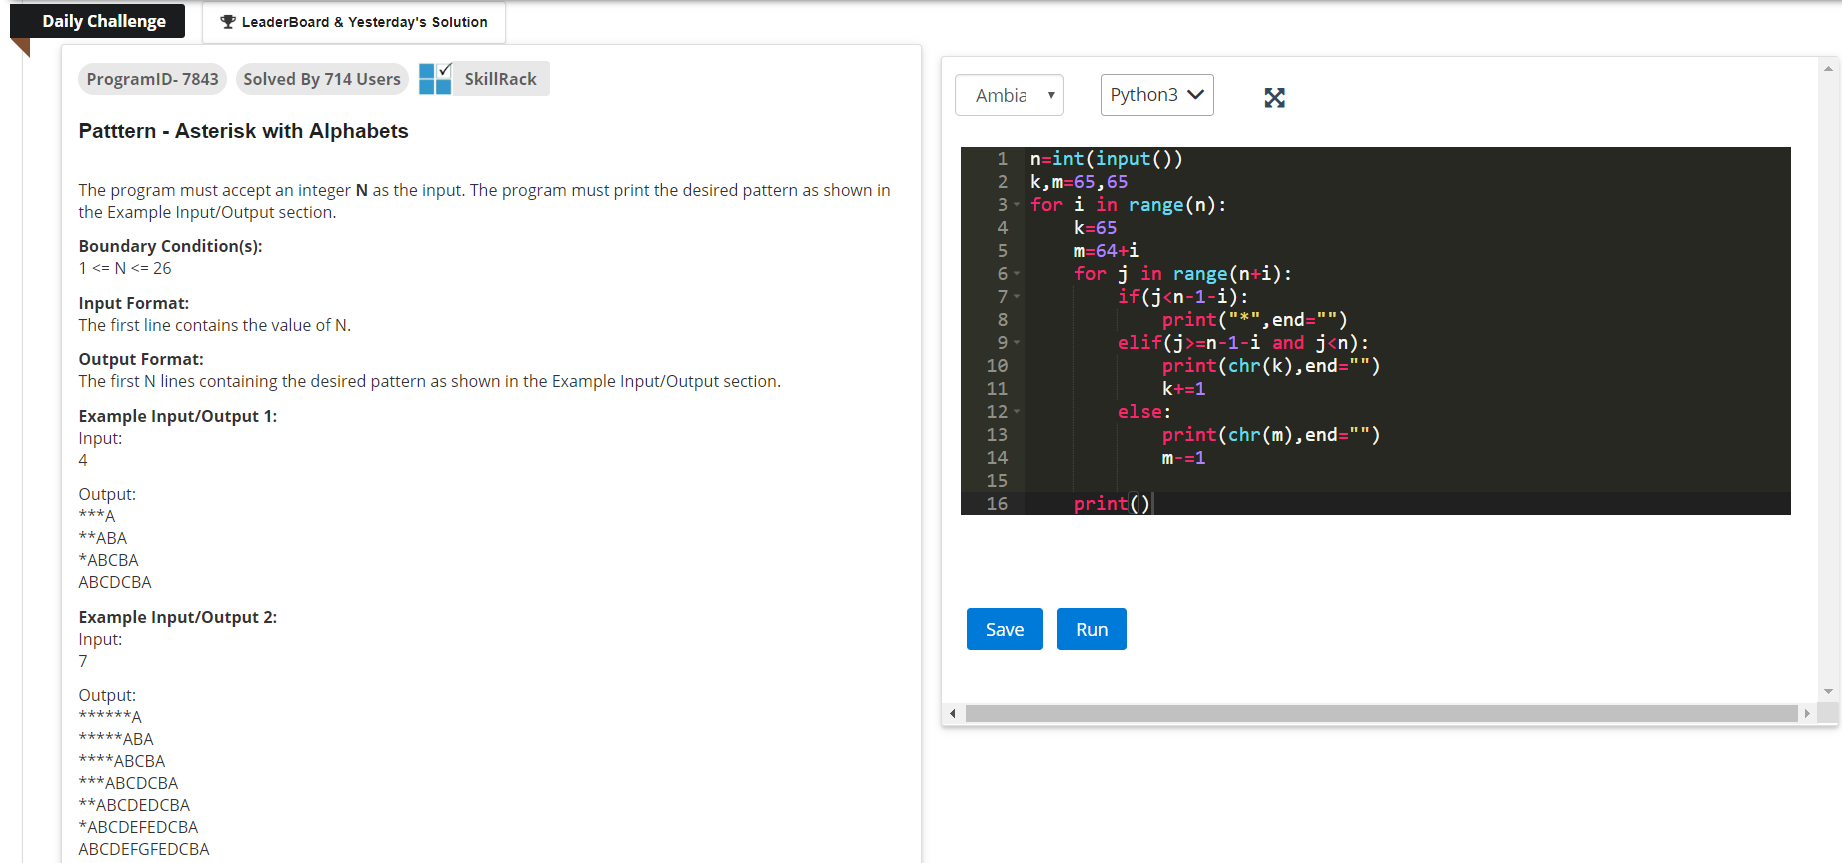 Daily Challenge
LeaderBoard & Yesterday's Solution
ProgramID- 7843
Solved By 714 Users
SkillRack
Patttern - Asterisk with Alphabets
The program must accept an integer N as the input. The program must print the desired pattern as shown in
the Example Input/Output section.
Boundary Condition(s):
1 <= N <= 26
Input Format:
The first line contains the value of N.
Output Format:
The first N lines containing the desired pattern as shown in the Example Input/Output section.
Example Input/Output 1:
Input:
4
Output:
***A
**ABA
*ABCBA
ABCDCBA
Example Input/Output 2:
Input:
7
Output:
******A
*****ABA
****ABCBA
***ABCDCBA
**ABCDEDCBA
*ABCDEFEDCBA
ABCDEFGFEDCBA
Ambia
Python3
1 n=int(input())
2 k,m=65,65
3 for i in range(n):
4     k=65
5     m=64+i
6     for j in range(n+i):
7         if(j<n-1-i):
8             print("*",end="")
9         elif(j>=n-1-i and j<n):
10             print(chr(k),end="")
11             k+=1
12         else:
13             print(chr(m),end="")
14             m-=1
15
16     print()
Save
Run